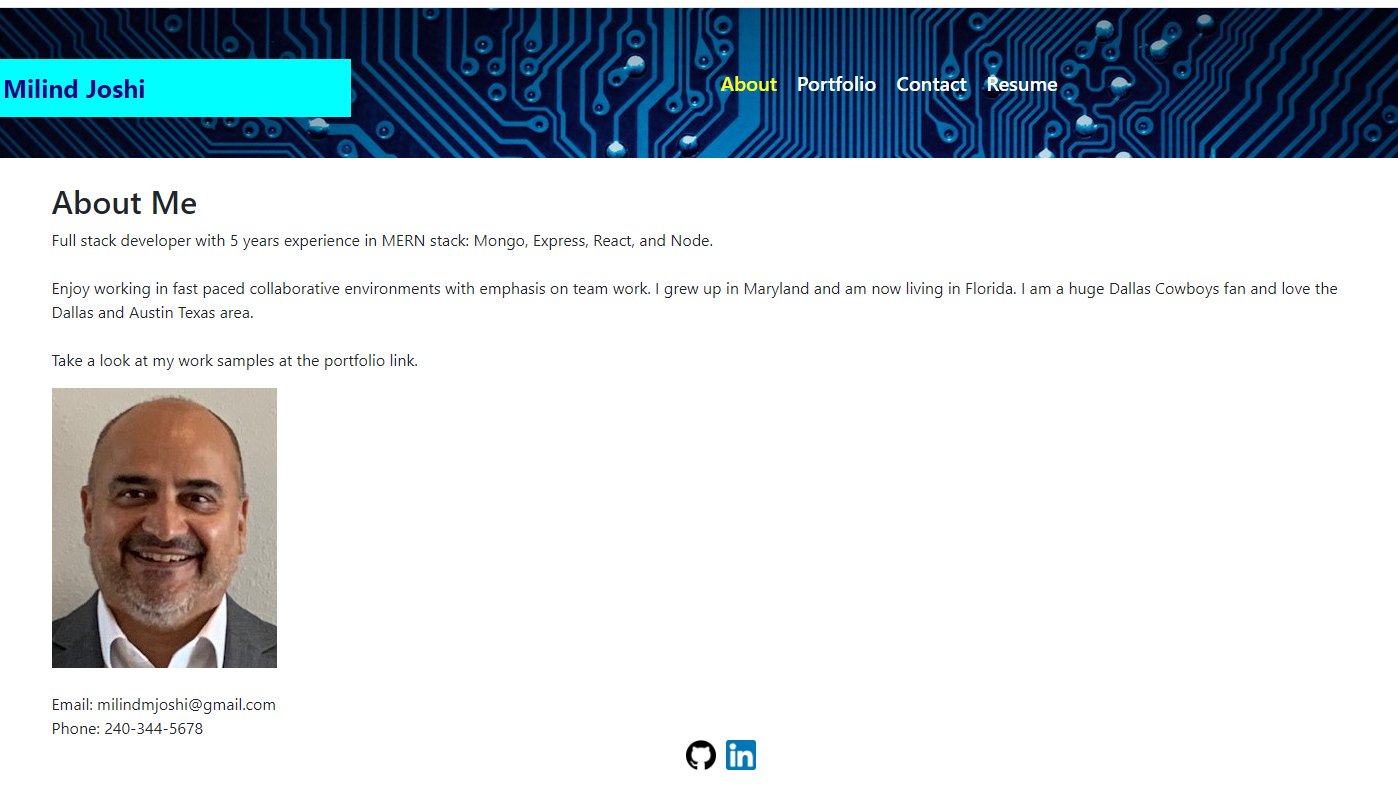 Milind Joshi
About Portfolio Contact Resume
About Me
Full stack developer with 5 years experience in MERN stack: Mongo, Express, React, and Node.
Enjoy working in fast paced collaborative environments with emphasis on team work. I grew up in Maryland and am now living in Florida. I am a huge Dallas Cowboys fan and love the
Dallas and Austin Texas area.
Take a look at my work samples at the portfolio link.
Email: milindmjoshi@gmail.com
Phone: 240-344-5678
in